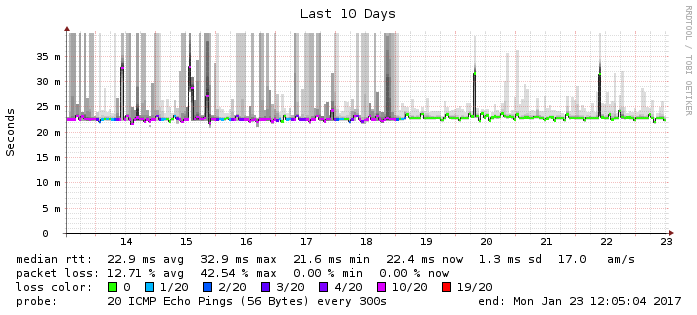 Last 10 Days
RRDTOOL / TOBI OETIKER
Seconds
35 m
30 m
25 m
20 m
15 m
10 m
5 m
0
14 15 16 17 18 19 20 21 22 23
median rtt: 22.9 ms avg 32.9 ms max 21.6 ms min 22.4 ms now 1.3 ms sd 17.0 am/s
packet loss: 12.71 % avg 42.54 % max 0.00 % min 0.00 % now
loss color: 0 1/20 2/20 3/20 4/20 10/20 19/20
probe: 20 ICMP Echo Pings (56 Bytes) every 300s end: Mon Jan 23 12:05:04 2017